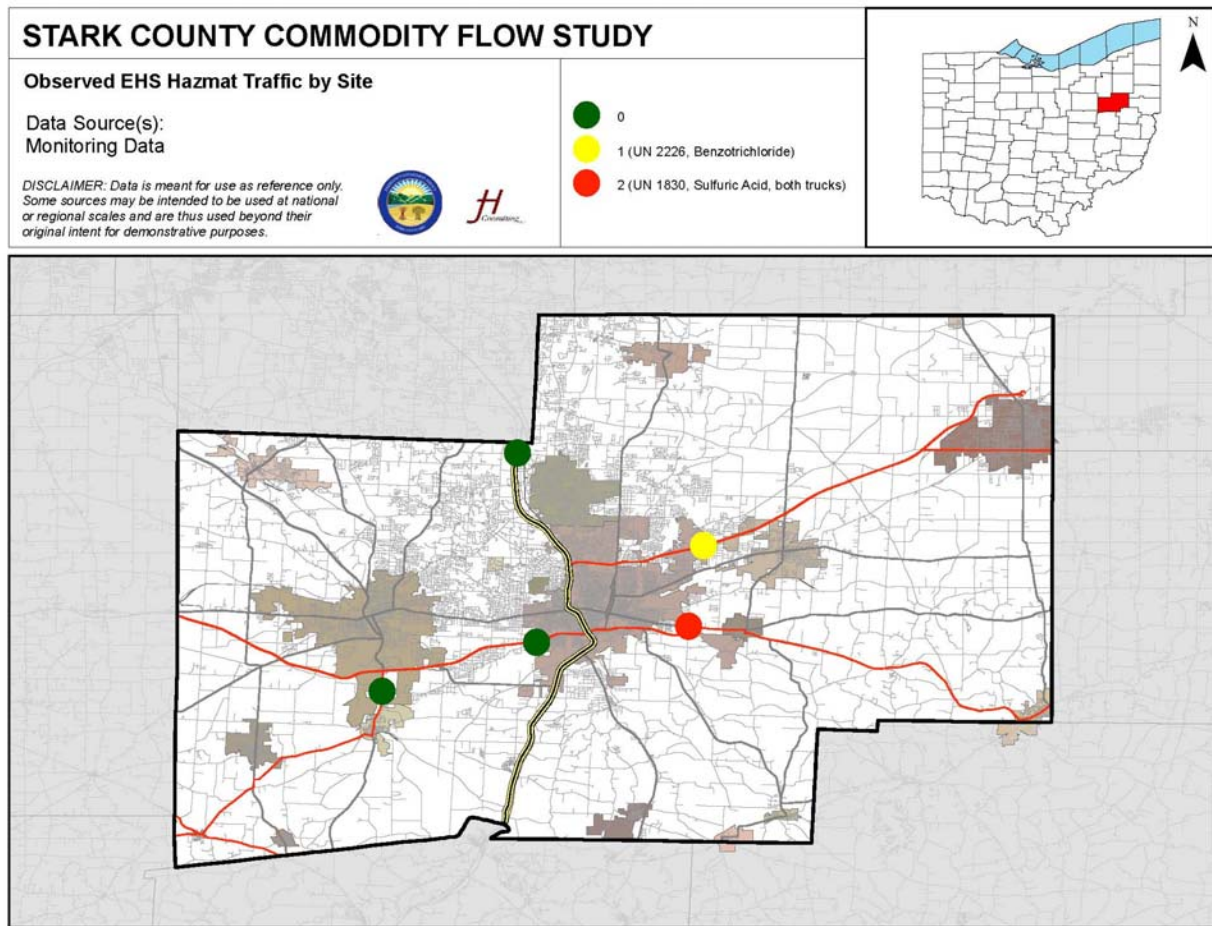 STARK COUNTY COMMODITY FLOW STUDY
Observed EHS Hazmat Traffic by Site
Data Source(s):
Monitoring Data
DISCLAIMER: Data is meant for use as reference only.
Some sources may be intended to be used at national
or regional scales and are thus used beyond their
original intent for demonstrative purposes.
JH
Consulting
0
1 (UN 2226, Benzotrichloride)
2 (UN 1830, Sulfuric Acid, both trucks)
N